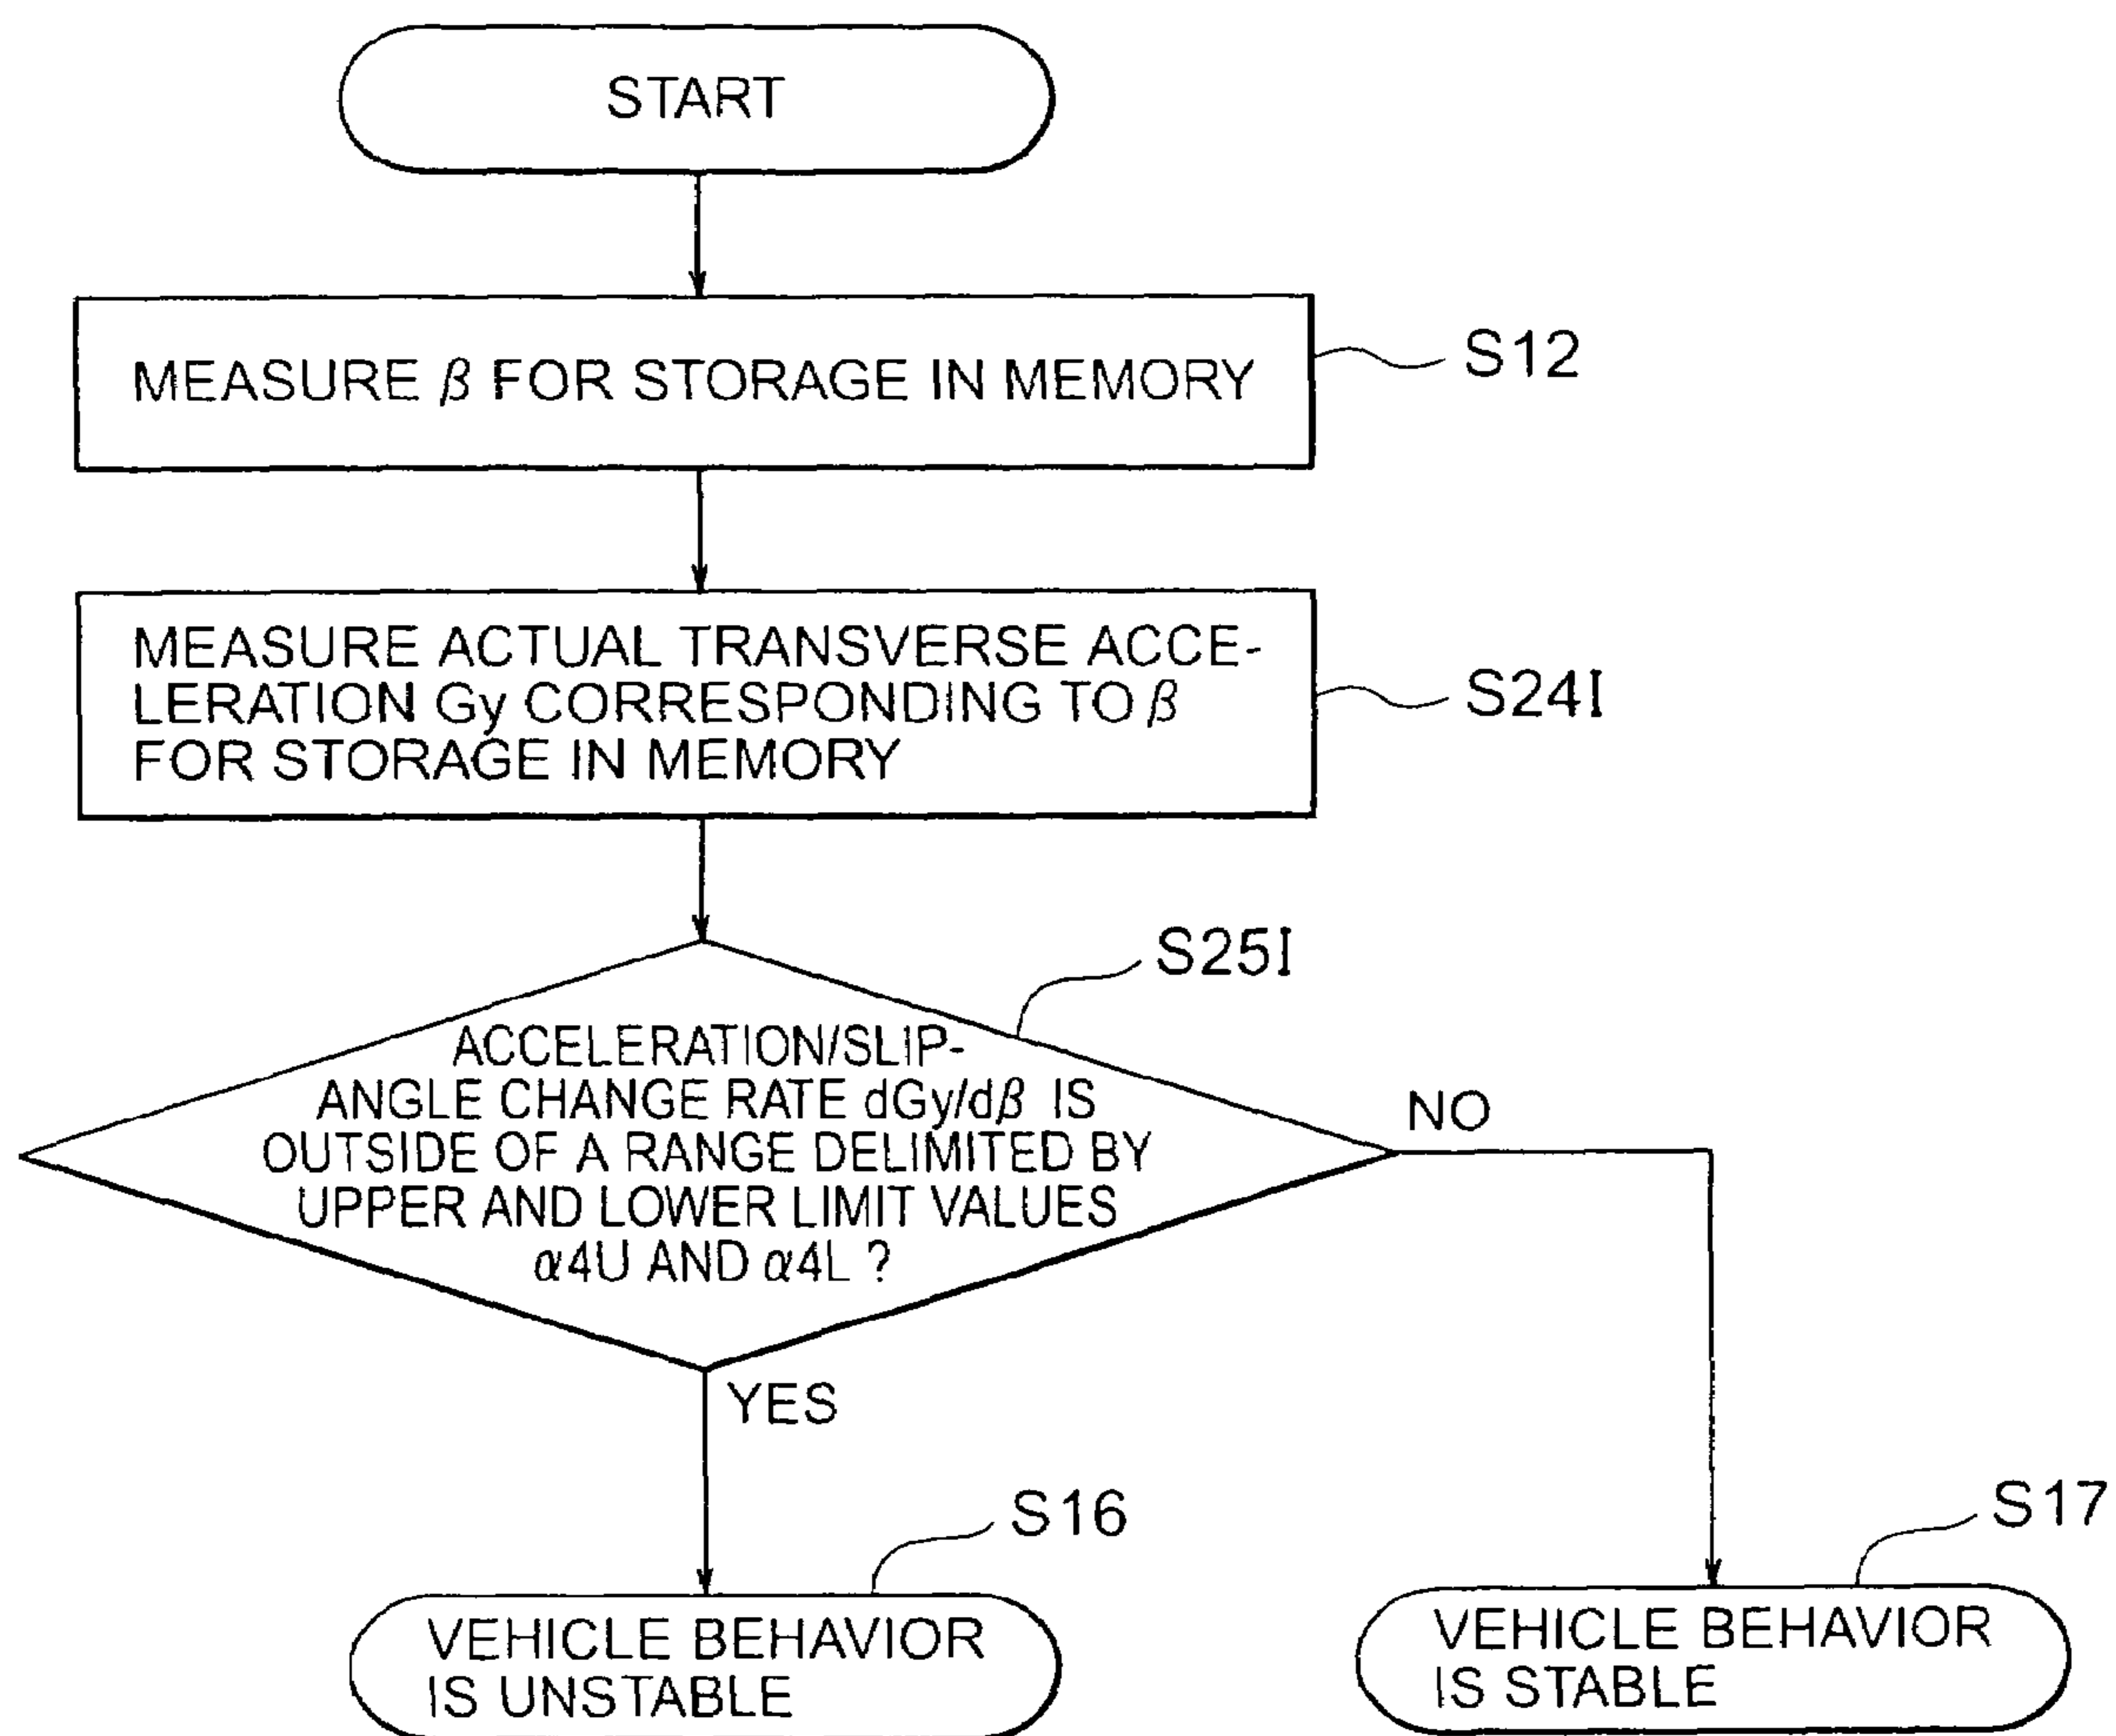 START
MEASURE β FOR STORAGE IN MEMORY
S12
MEASURE ACTUAL TRANSVERSE ACCE-
LERATION Gy CORRESPONDING TO β
FOR STORAGE IN MEMORY
S24I
S25I
ACCELERATION/SLIP-
ANGLE CHANGE RATE dGy/dβ IS
OUTSIDE OF A RANGE DELIMITED BY
UPPER AND LOWER LIMIT VALUES
α4U AND α4L ?
NO
YES
S16
S17
VEHICLE BEHAVIOR
IS UNSTABLE
VEHICLE BEHAVIOR
IS STABLE